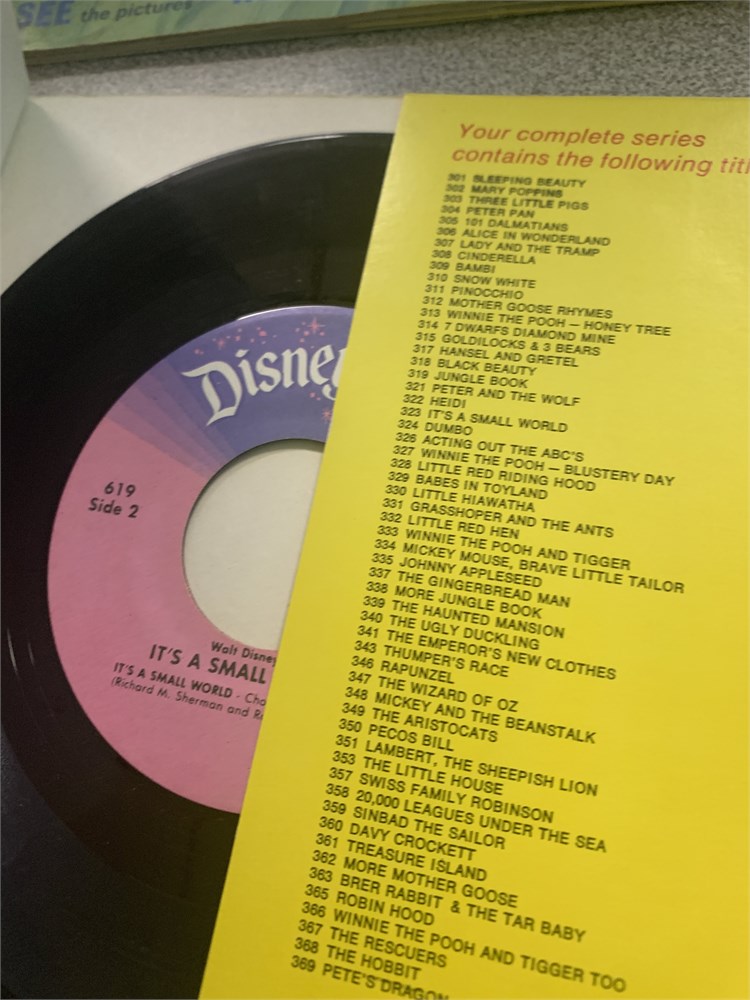 SEE the pictures
Disney
619
Side 2
Walt Disney
IT'S A SMALL
IT'S A SMALL WORLD - Cho
(Richard M. Sherman and R
Your complete series
contains the following titl
301 SLEEPING BEAUTY
302 MARY POPPINS
303 THREE LITTLE PIGS
304 PETER PAN
305 101 DALMATIANS
306 ALICE IN WONDERLAND
307 LADY AND THE TRAMP
308 CINDERELLA
309 BAMBI
310 SNOW WHITE
311 PINOCCHIO
312 MOTHER GOOSE RHYMES
313 WINNIE THE POOH — HONEY TREE
314 7 DWARFS DIAMOND MINE
315 GOLDILOCKS & 3 BEARS
317 HANSEL AND GRETEL
318 BLACK BEAUTY
319 JUNGLE BOOK
321 PETER AND THE WOLF
322 HEIDI
323 IT'S A SMALL WORLD
324 DUMBO
326 ACTING OUT THE ABC'S
327 WINNIE THE POOH — BLUSTERY DAY
328 LITTLE RED RIDING HOOD
329 BABES IN TOYLAND
330 LITTLE HIAWATHA
331 GRASSHOPER AND THE ANTS
332 LITTLE RED HEN
333 WINNIE THE POOH AND TIGGER
334 MICKEY MOUSE, BRAVE LITTLE TAILOR
335 JOHNNY APPLESEED
337 THE GINGERBREAD MAN
338 MORE JUNGLE BOOK
339 THE HAUNTED MANSION
340 THE UGLY DUCKLING
341 THE EMPEROR'S NEW CLOTHES
343 THUMPER'S RACE
346 RAPUNZEL
347 THE WIZARD OF OZ
348 MICKEY AND THE BEANSTALK
349 THE ARISTOCATS
350 PECOS BILL
351 LAMBERT, THE SHEEPISH LION
353 THE LITTLE HOUSE
357 SWISS FAMILY ROBINSON
358 20,000 LEAGUES UNDER THE SEA
359 SINBAD THE SAILOR
360 DAVY CROCKETT
361 TREASURE ISLAND
362 MORE MOTHER GOOSE
363 BRER RABBIT & THE TAR BABY
365 ROBIN HOOD
366 WINNIE THE POOH AND TIGGER TOO
367 THE RESCUERS
368 THE HOBBIT
369 PETE'S DRAGON